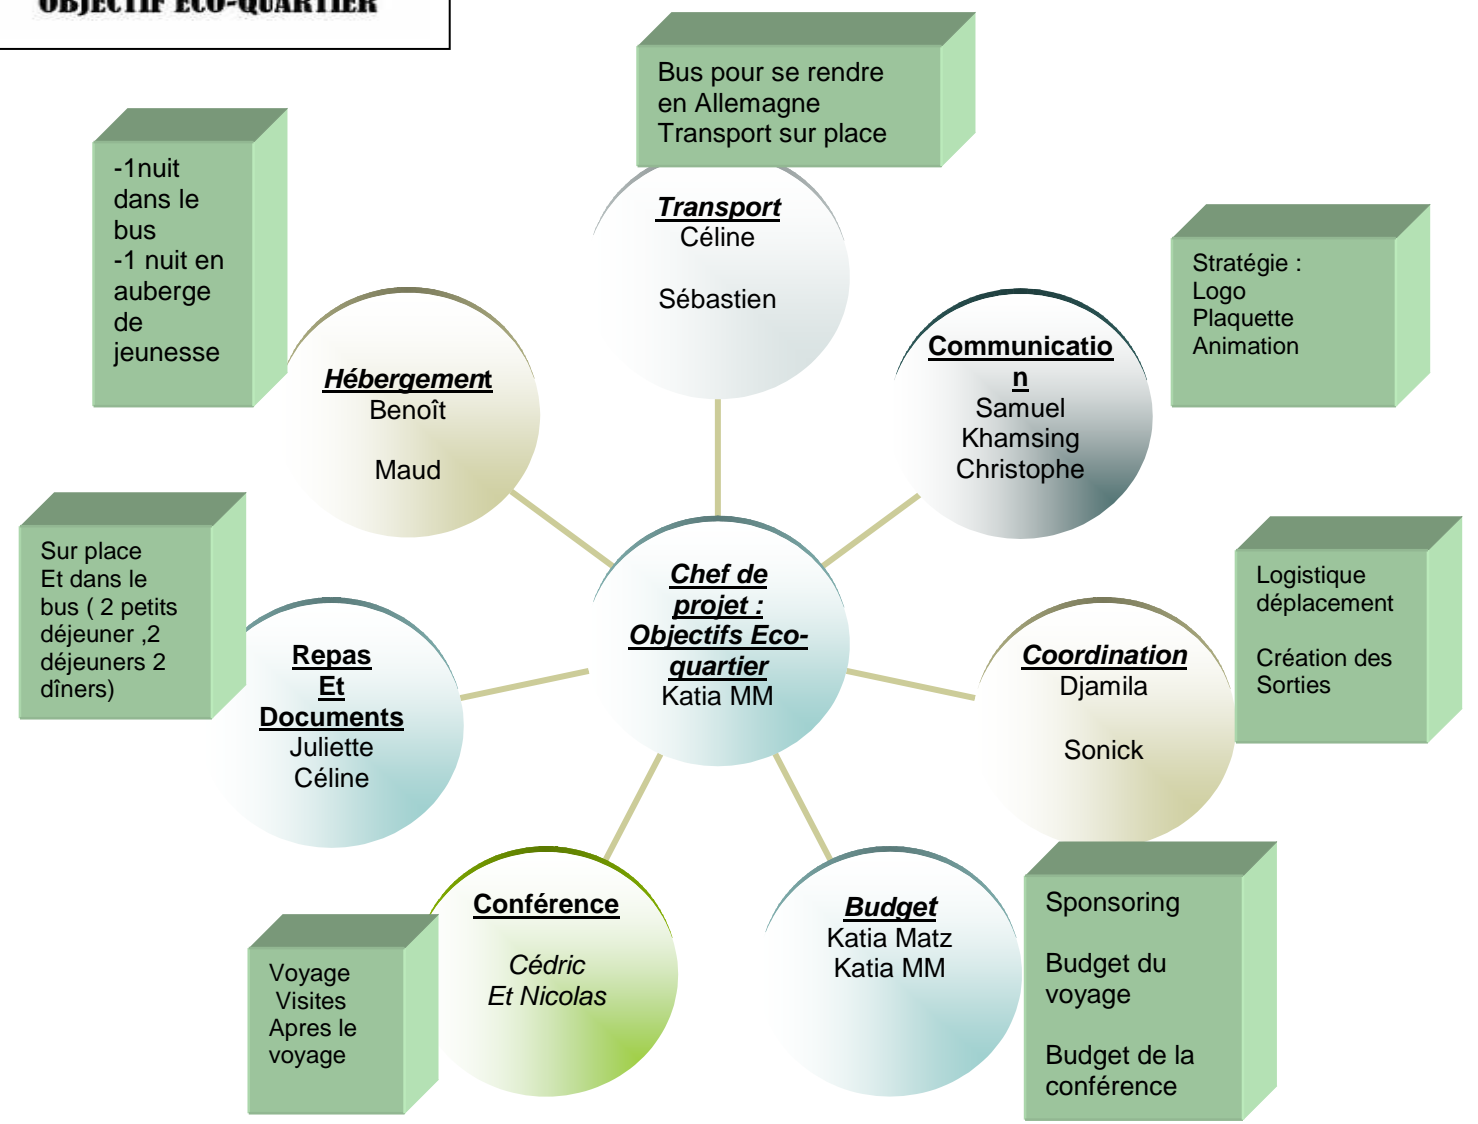 OBJECTIF ECO-QUARTIER
Bus pour se rendre
en Allemagne
Transport sur place
-1nuit
dans le
bus
-1 nuit en
auberge
de
jeunesse
Transport
Céline
Sébastien
Stratégie :
Logo
Plaquette
Animation
Hébergement
Benoît
Maud
Communicatio
n
Samuel
Khamsing
Christophe
Sur place
Et dans le
bus ( 2 petits
déjeuner ,2
déjeuners 2
dîners)
Chef de
projet :
Objectifs Eco-
quartier
Katia MM
Logistique
déplacement
Création des
Sorties
Repas
Et
Documents
Juliette
Céline
Coordination
Djamila
Sonick
Conférence
Cédric
Et Nicolas
Voyage
Visites
Apres le
voyage
Budget
Katia Matz
Katia MM
Sponsoring
Budget du
voyage
Budget de la
conférence